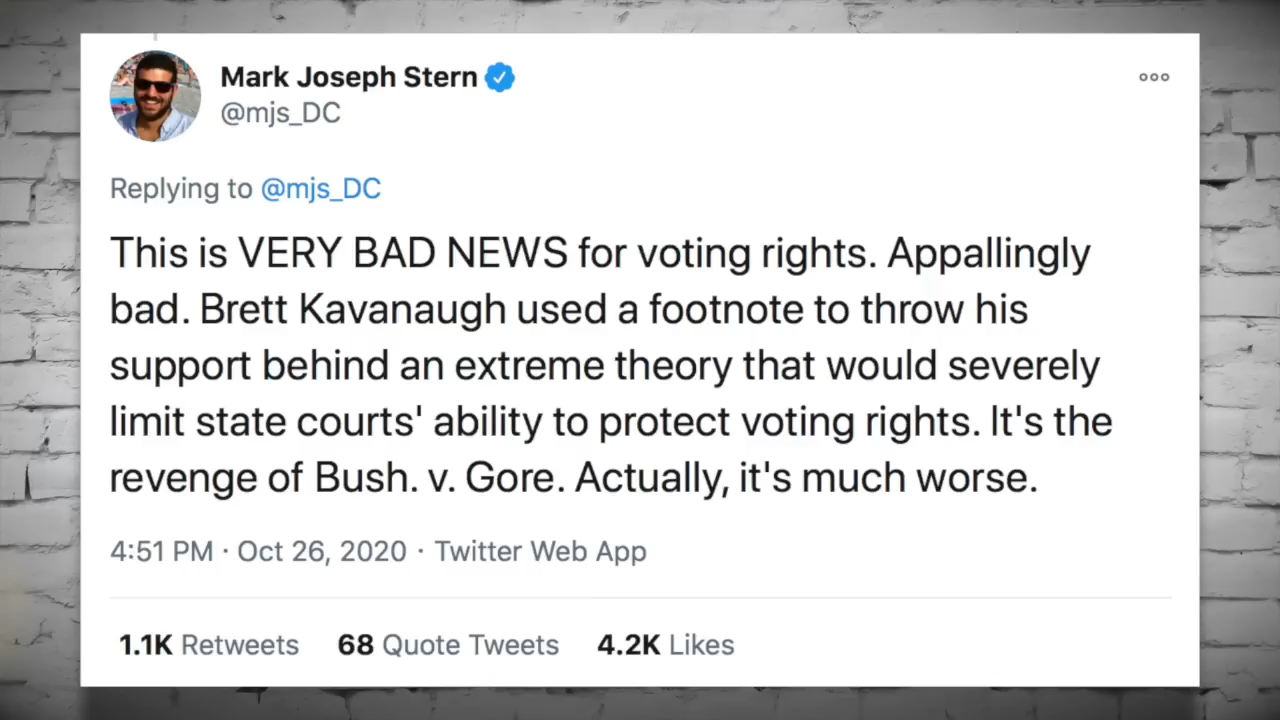 Mark Joseph Stern
@mjs_DC
Replying to @mjs_DC
This is VERY BAD NEWS for voting rights. Appallingly
bad. Brett Kavanaugh used a footnote to throw his
support behind an extreme theory that would severely
limit state courts' ability to protect voting rights. It's the
revenge of Bush. v. Gore. Actually, it's much worse.
4:51 PM · Oct 26, 2020 · Twitter Web App
1.1K Retweets 68 Quote Tweets 4.2K Likes